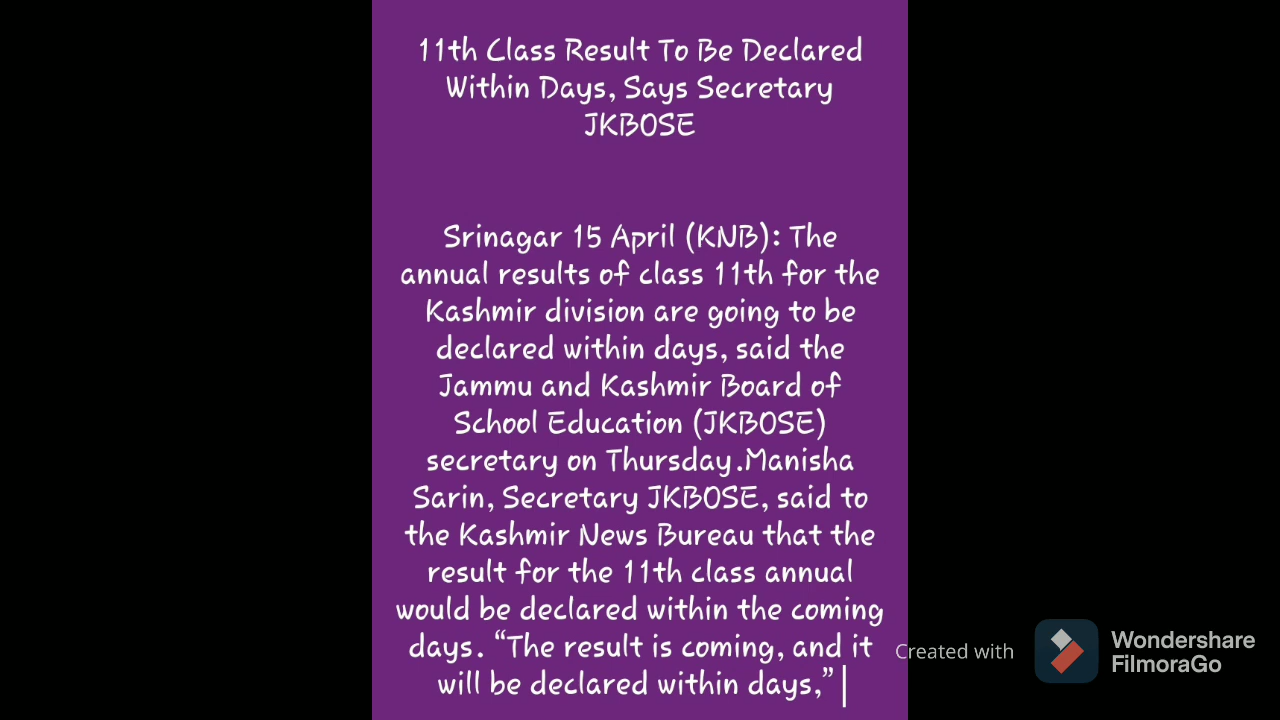 11th Class Result To Be Declared
Within Days, Says Secretary
JKBOSE
Srinagar 15 April (KNB): The
annual results of class 11th for the
Kashmir division are going to be
declared within days, said the
Jammu and Kashmir Board of
School Education (JKBOSE)
secretary on Thursday.Manisha
Sarin, Secretary JKBOSE, said to
the Kashmir News Bureau that the
result for the 11th class annual
would be declared within the coming
days. “The result is coming, and it
will be declared within days,”
Created with
Wondershare
FilmoraGo